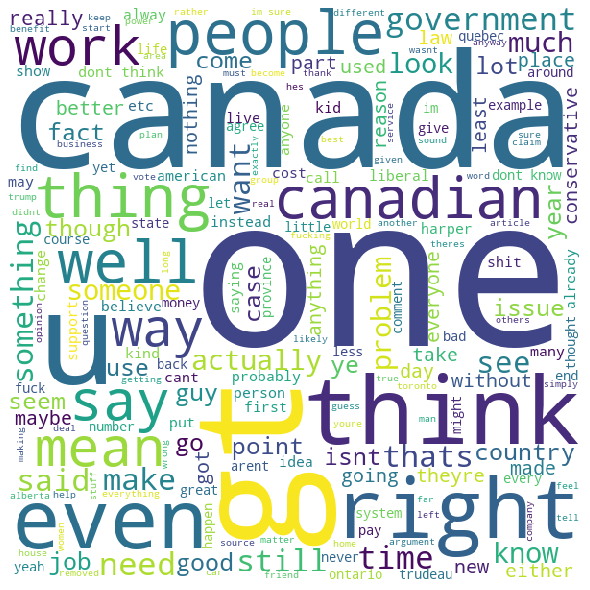 canada
one
people
work
government
really
alway
keep
rather
im sure
different
power
benefit
start
life
area
show
dont think
come
part
law
quebec
much
must
become
thank
wasnt
anyway
look
lot
place
used
around
better
etc
nothing
live
hes
kid
im
example
sure
fact
business
plan
agree
anyone
reason
give
best
service
claim
least
conservative
yet
exactly
sound
given
find
may
vote
american
want
cost
call
liberal
word
dont know
thing
canadian
trump
didnt
let
group
real
year
though
state
instead
little
world
another
article
harper
theres
fucking
well
course
someone
something
change
long
case
saying
province
anything
problem
comment
everyone
shit
issue
others
opinion
question
support
believe
money
likely
bad
many
thought already
u
way
kind
back
less
take
see
end
use
cant
actually
ye
day
without
true
toronto
simply
seem
fuck
getting
probably
person
first
guess
youre
man
might
think
maybe
number
guy
say
put
gt
mean
go
point
arent
idea
isnt
thats
country
said
make
got
great
going
theyre
made
every
feel
making
deal
wrong
alberta
help
stuff
everything
happen
source
matter
system
pay
argument
far
left
company
tell
right
even
need
good
still
never
home
time
new
know
job
yeah
house
women
removed
car
friend
ontario
trudeau
either